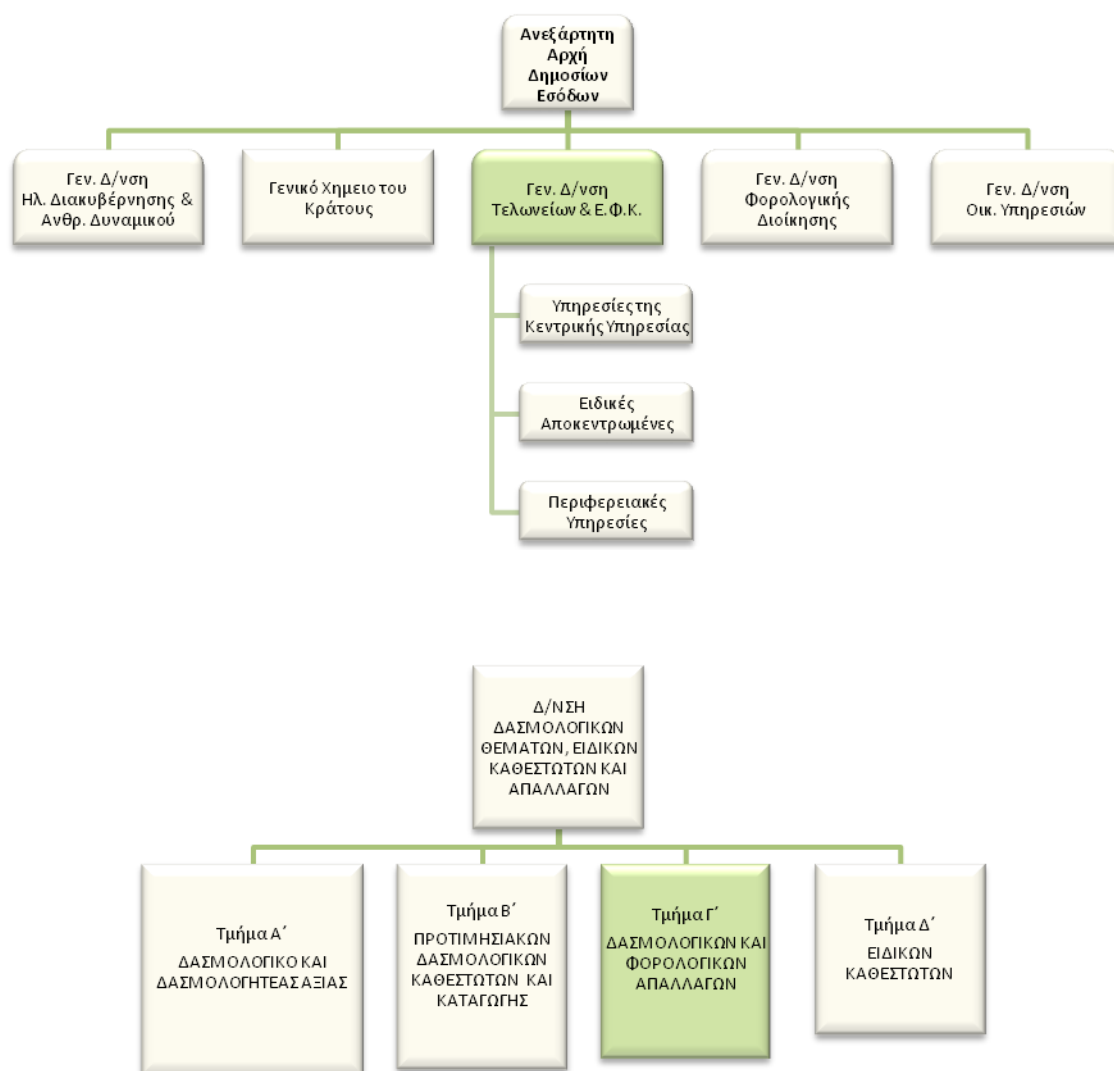 Ανεξάρτητη
Αρχή
Δημοσίων
Εσόδων
Γεν. Δ/νση
Ηλ. Διακυβέρνησης &
Ανθρ. Δυναμικού
Γενικό Χημειο του
Κράτους
Γεν. Δ/νση
Τελωνείων & Ε.Φ.Κ.
Γεν. Δ/νση
Φορολογικής
Διοίκησης
Γεν. Δ/νση
Οικ. Υπηρεσιών
Υπηρεσίες της
Κεντρικής Υπηρεσίας
Ειδικές
Αποκεντρωμένες
Περιφερειακές
Υπηρεσίες
Δ/ΝΣΗ
ΔΑΣΜΟΛΟΓΙΚΩΝ
ΘΕΜΑΤΩΝ, ΕΙΔΙΚΩΝ
ΚΑΘΕΣΤΩΤΩΝ ΚΑΙ
ΑΠΑΛΛΑΓΩΝ
Τμήμα Α΄
ΔΑΣΜΟΛΟΓΙΚΟ ΚΑΙ
ΔΑΣΜΟΛΟΓΗΤΕΑΣ ΑΞΙΑΣ
Τμήμα Β΄
ΠΡΟΤΙΜΗΣΙΑΚΩΝ
ΔΑΣΜΟΛΟΓΙΚΩΝ
ΚΑΘΕΣΤΩΤΩΝ ΚΑΙ
ΚΑΤΑΓΩΓΗΣ
Τμήμα Γ΄
ΔΑΣΜΟΛΟΓΙΚΩΝ ΚΑΙ
ΦΟΡΟΛΟΓΙΚΩΝ
ΑΠΑΛΛΑΓΩΝ
Τμήμα Δ΄
ΕΙΔΙΚΩΝ
ΚΑΘΕΣΤΩΤΩΝ